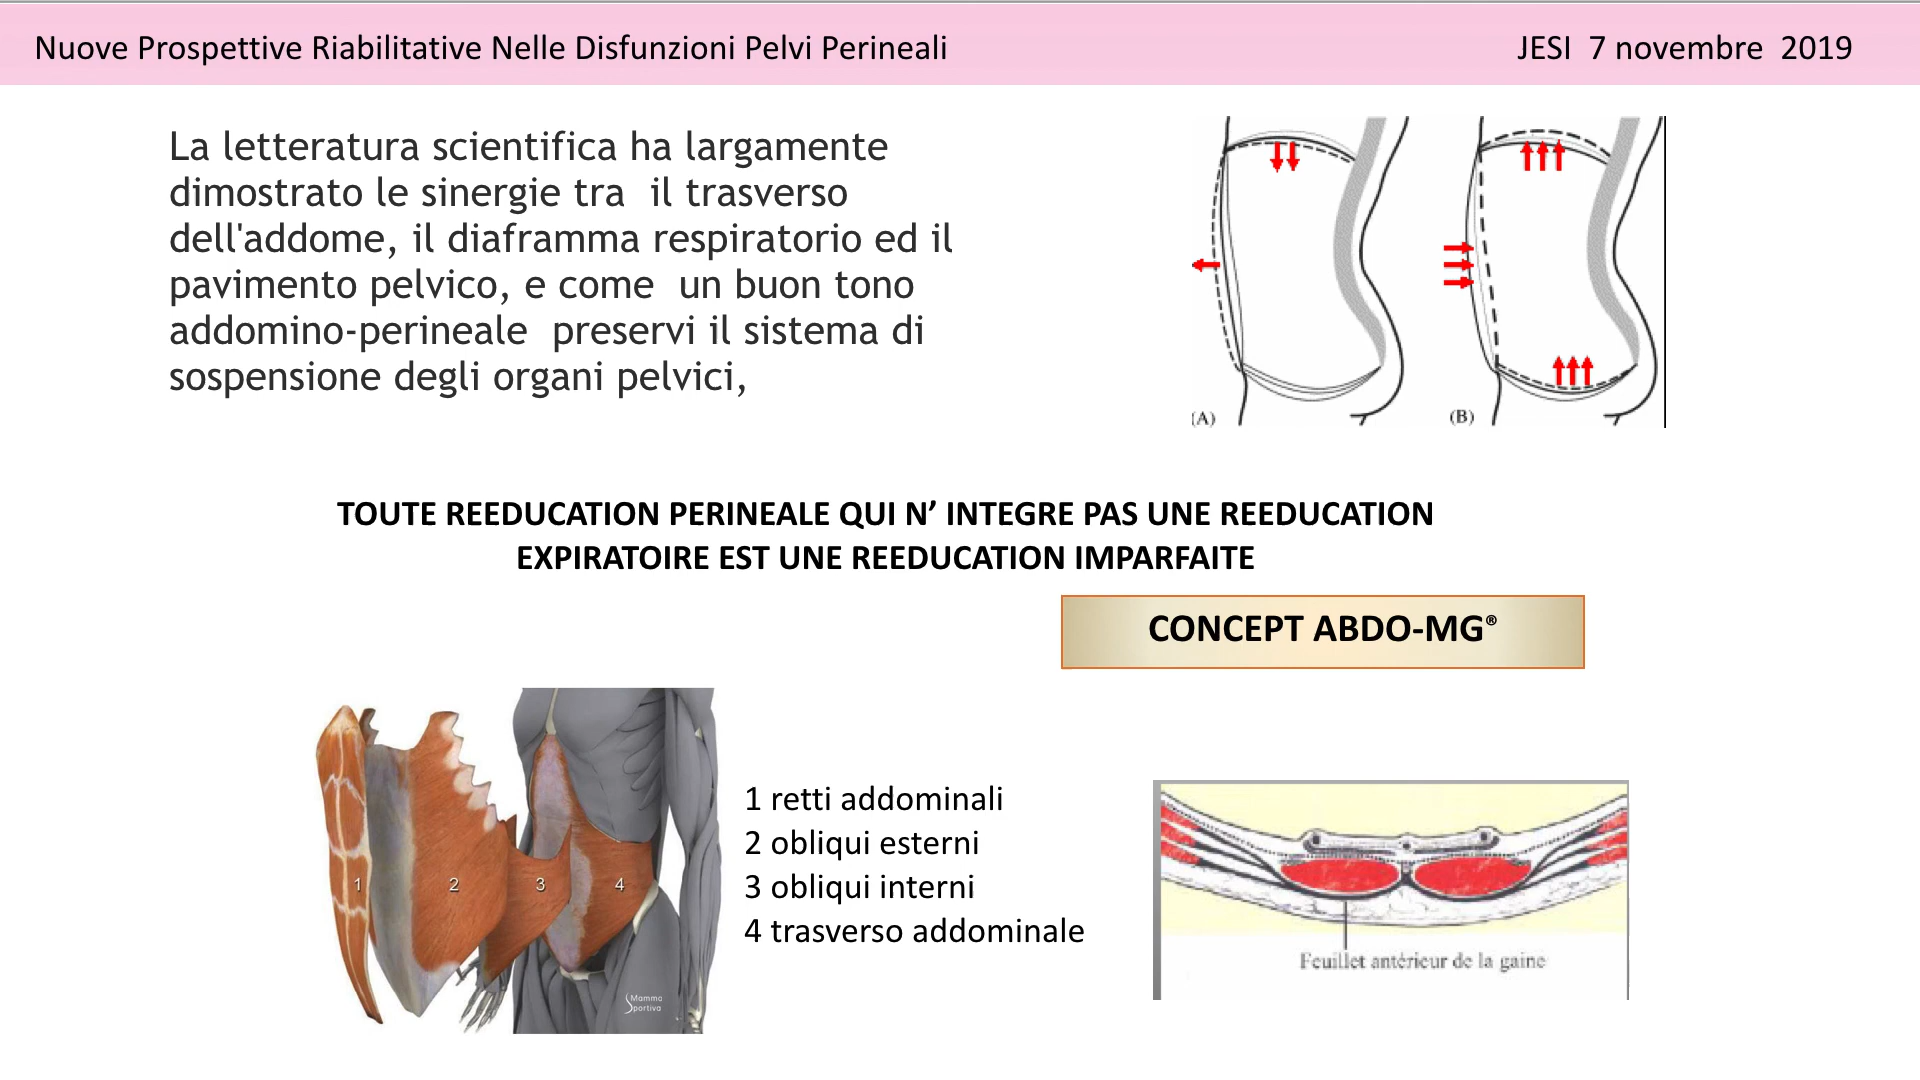 Nuove Prospettive Riabilitative Nelle Disfunzioni Pelvi Perineali
JESI 7 novembre 2019
La letteratura scientifica ha largamente
dimostrato le sinergie tra il trasverso
dell'addome, il diaframma respiratorio ed il
pavimento pelvico, e come un buon tono
addomino-perineale preservi il sistema di
sospensione degli organi pelvici,
(A)
(B)
TOUTE REEDUCATION PERINEALE QUI N’ INTEGRE PAS UNE REEDUCATION
EXPIRATOIRE EST UNE REEDUCATION IMPARFAITE
CONCEPT ABDO-MG®
1
2
3
4
Mamma
Sportiva
1 retti addominali
2 obliqui esterni
3 obliqui interni
4 trasverso addominale
Feuillet antérieur de la gaine